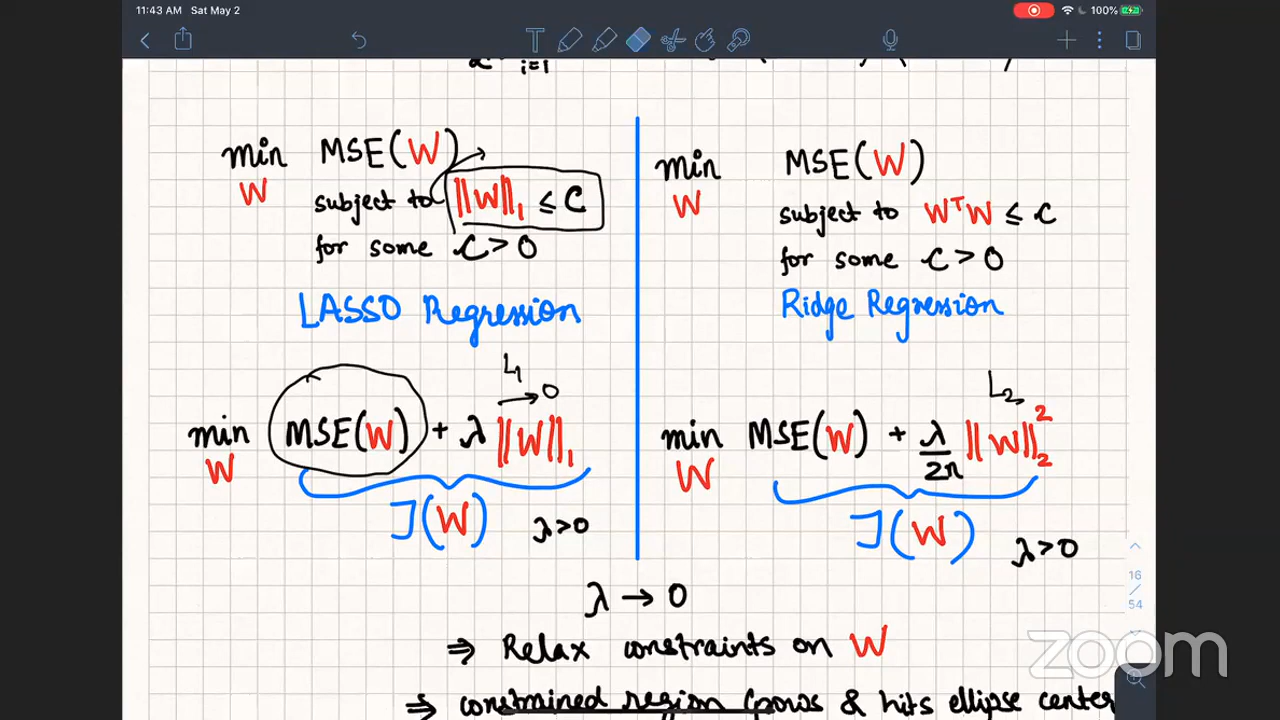 11:43 AM Sat May 2
100%
i=1
min MSE(W)
W
subject to ||W||₁ ≤ C
for some C > 0
LASSO Regression
L₁ → 0
min MSE(W) + λ ||W||₁
W
J(W) λ>0
min MSE(W)
W
subject to WᵀW ≤ C
for some C > 0
Ridge Regression
L₂
min MSE(W) + λ/2n ||W||₂²
W
J(W) λ>0
16
/
54
λ → 0
⇒ Relax constraints on W
⇒ constrained region grows & hits ellipse center
zoom